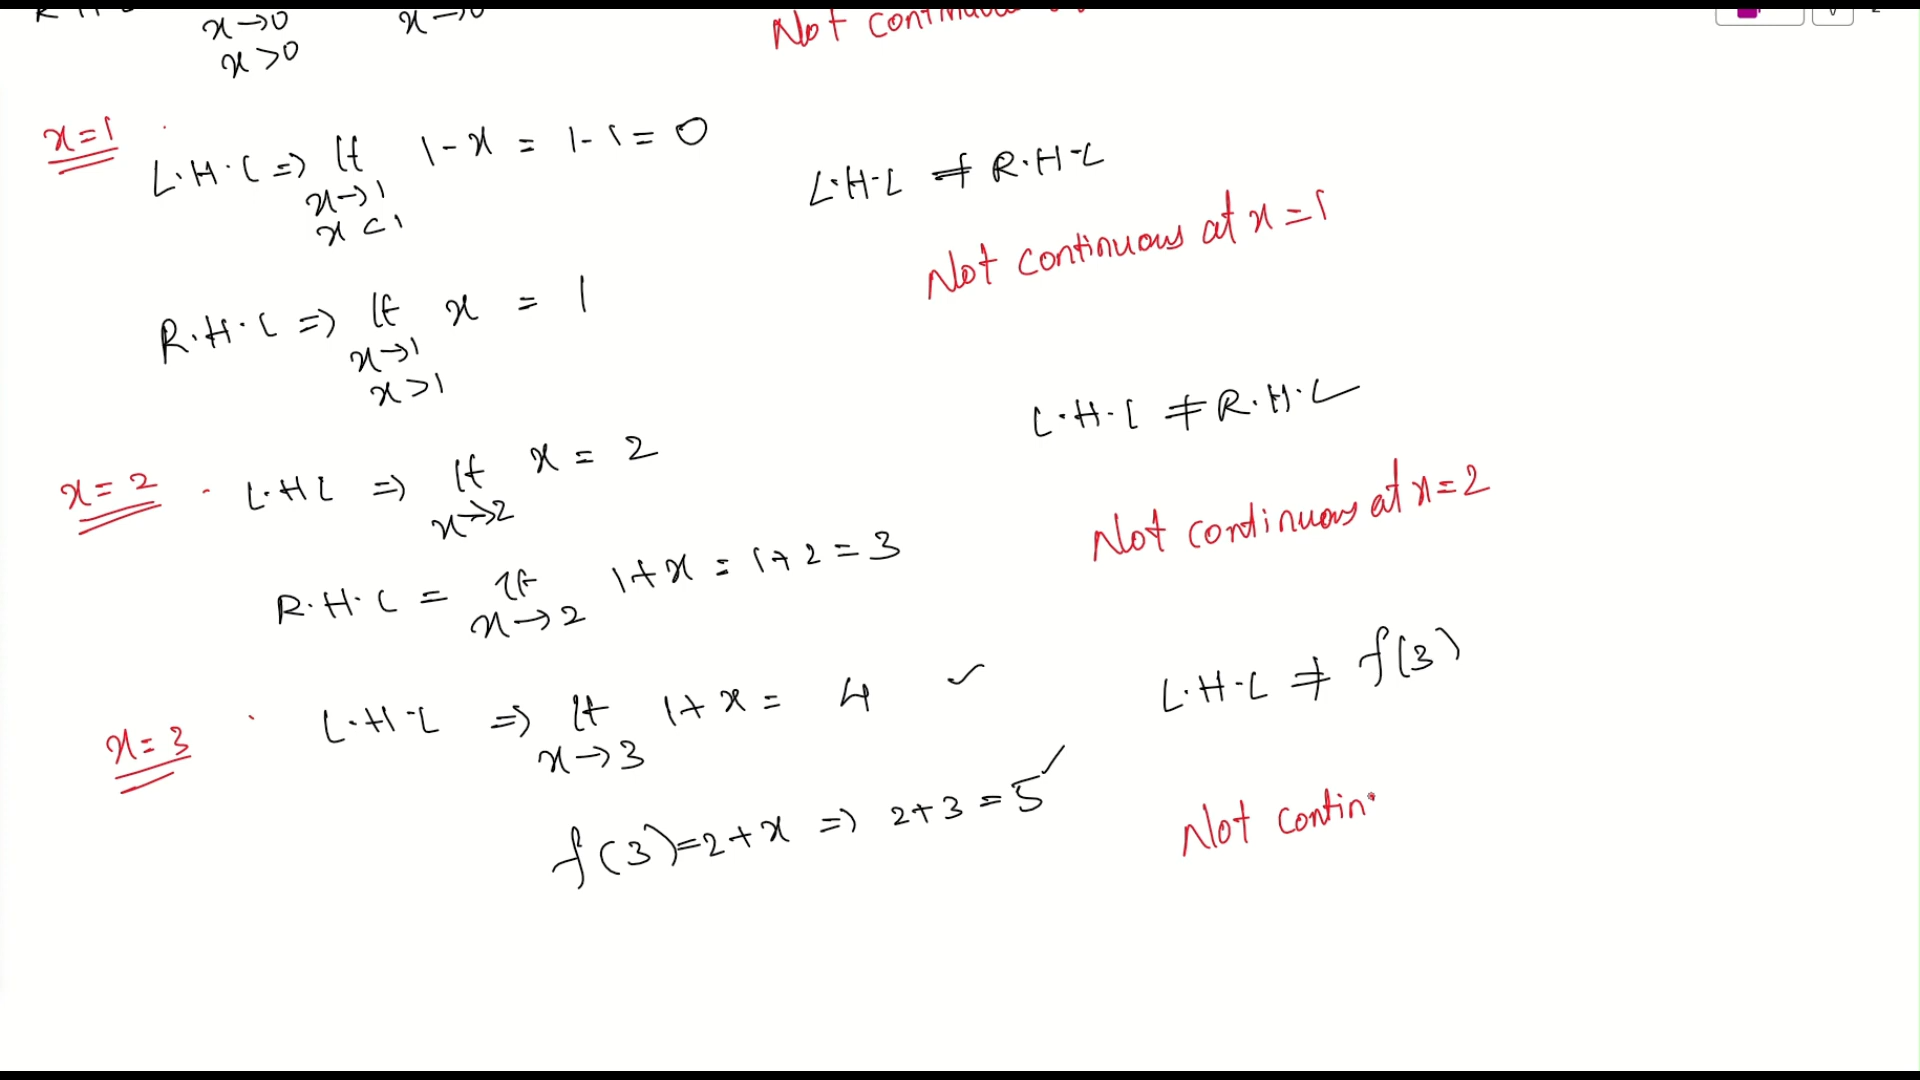 x→0 x→0
x>0
Not continuous
x=1
L.H.L => lt 1-x = 1-1 = 0
x→1
x<1
L.H.L ≠ R.H.L
Not continuous at x=1
R.H.L => lt x = 1
x→1
x>1
L.H.L ≠ R.H.L
x=2 L.H.L => lt x = 2
x→2
Not continuous at x=2
R.H.L = lt 1+x = 1+2 = 3
x→2
L.H.L ≠ f(3)
x=3 L.H.L => lt 1+x = 4 ✓
x→3
f(3)=2+x => 2+3 = 5 ✓
Not contin